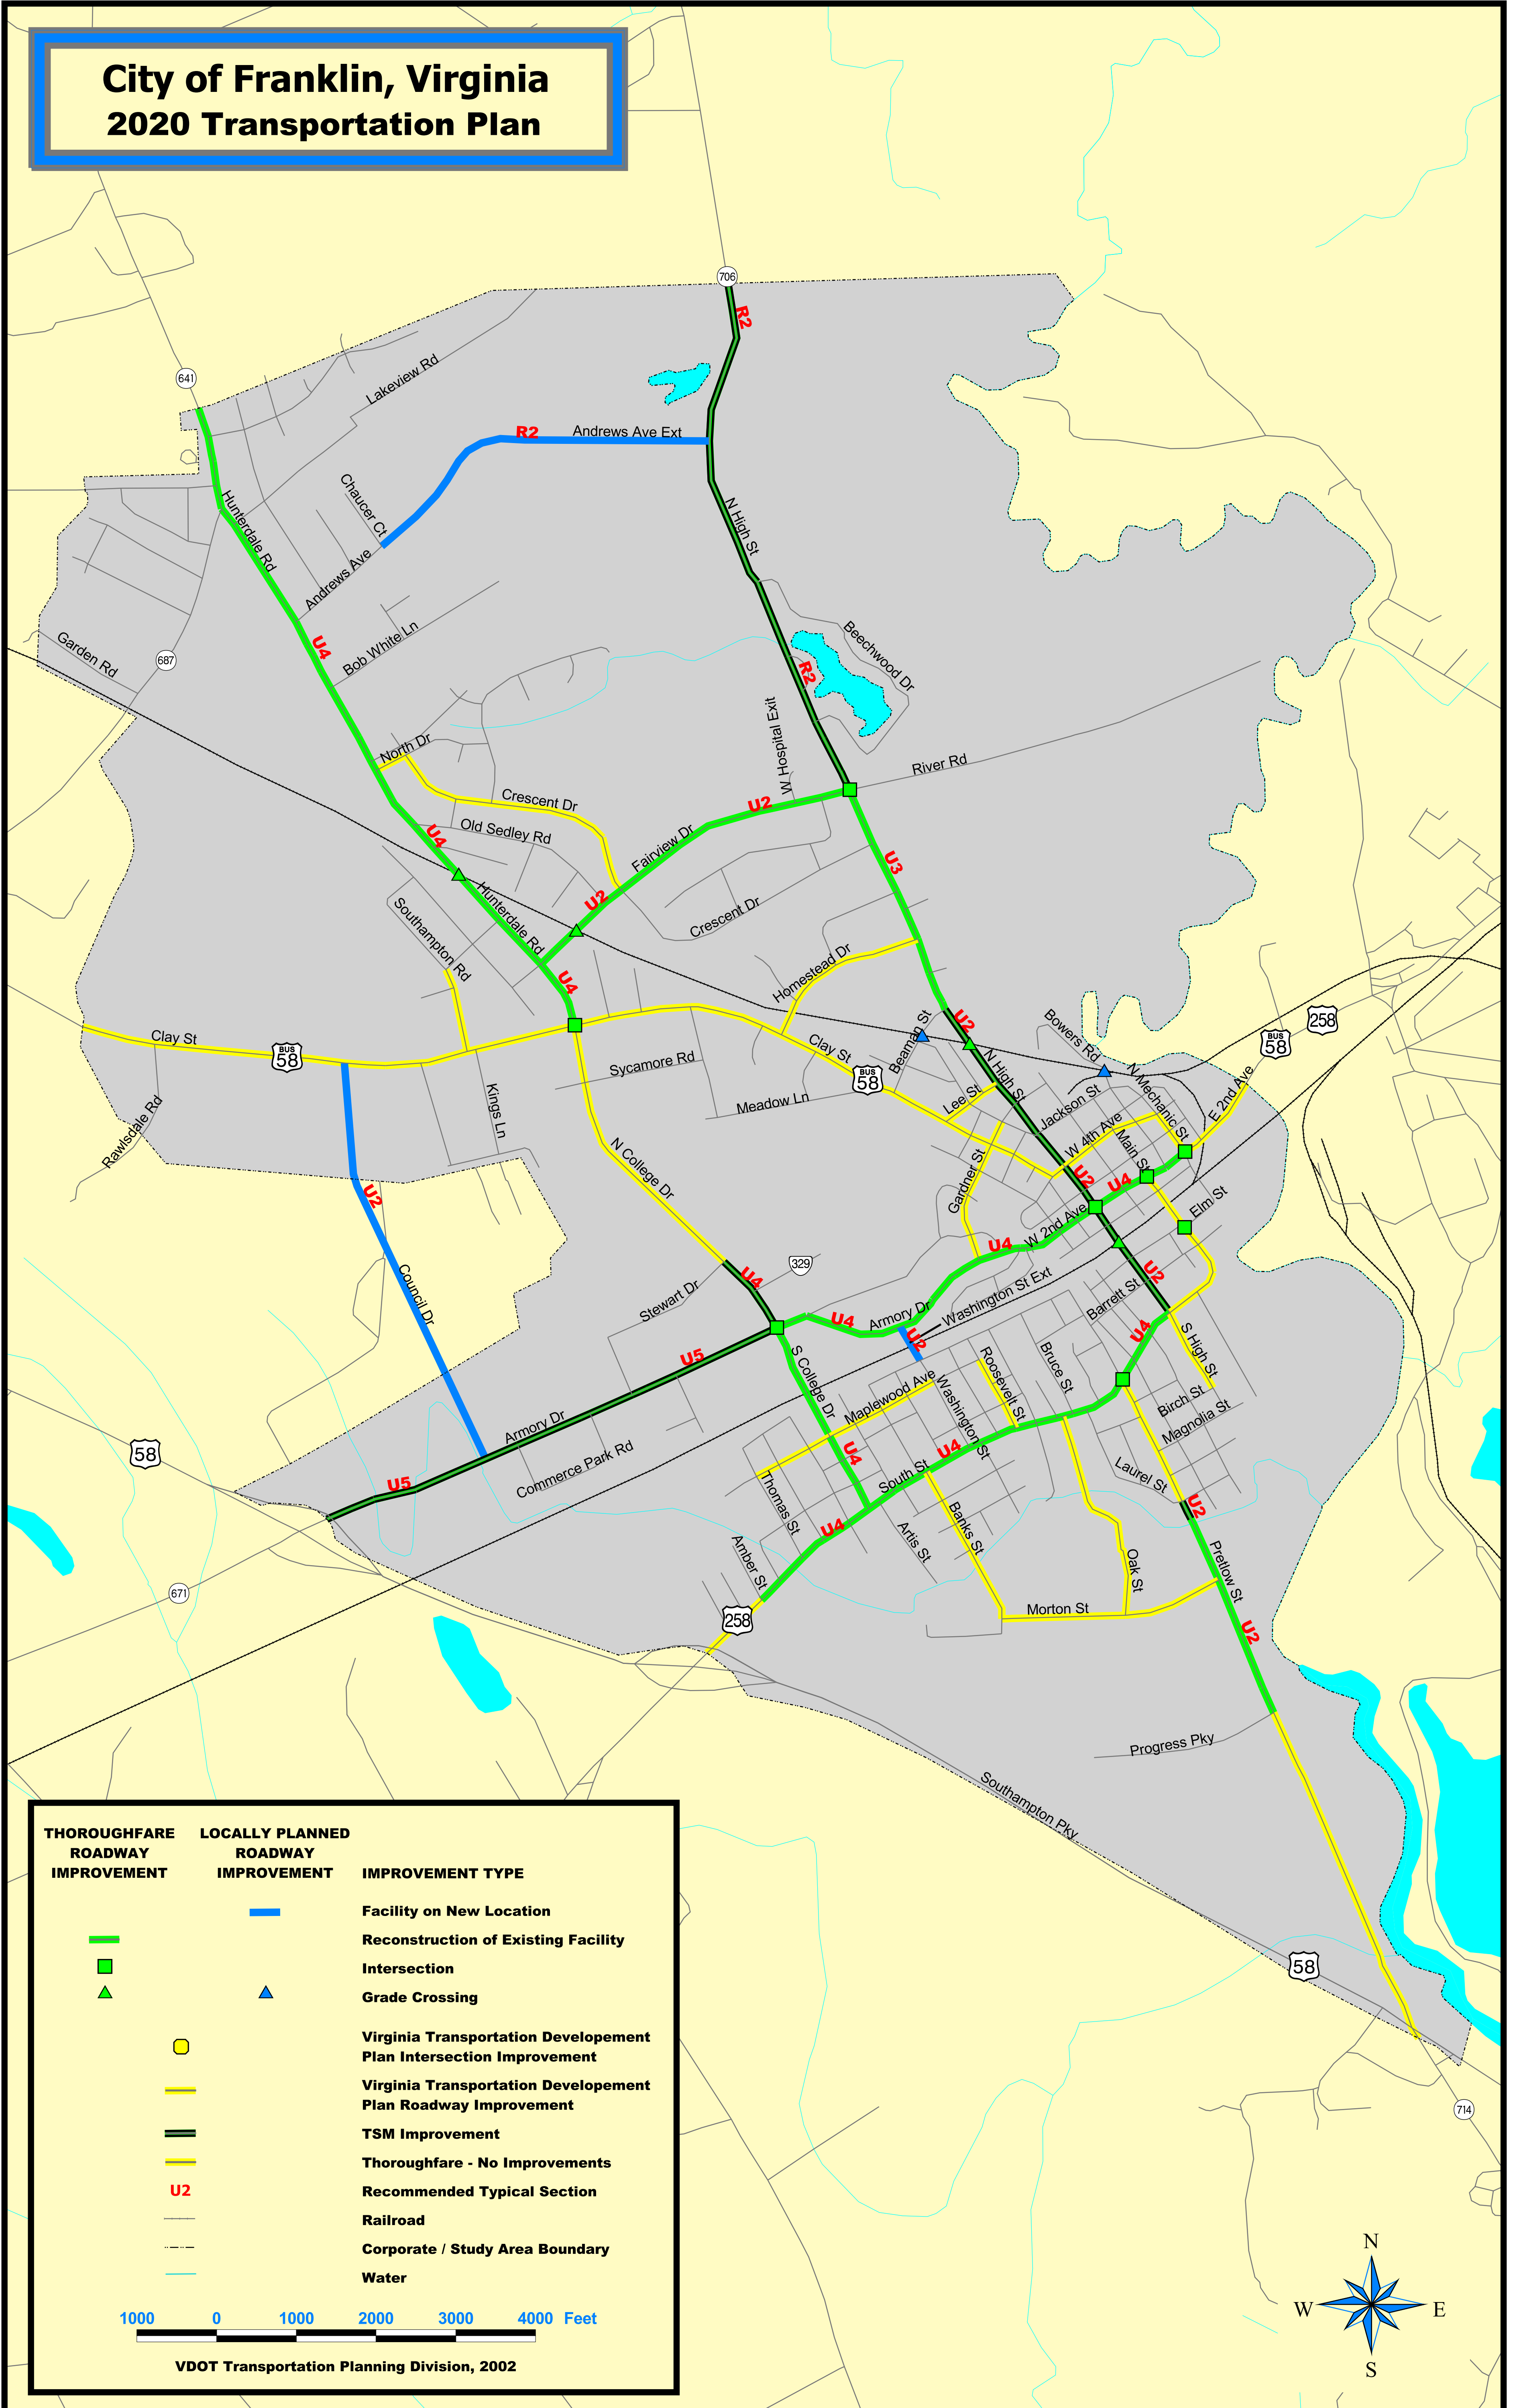 City of Franklin, Virginia
2020 Transportation Plan
706
R2
641
Lakeview Rd
R2
Andrews Ave Ext
Chaucer Ct
Hunterdale Rd
N High St
Andrews Ave
U4
Bob White Ln
Garden Rd
687
Beechwood Dr
R2
W Hospital Exit
North Dr
River Rd
Crescent Dr
U2
Old Sedley Rd
U4
Fairview Dr
U3
Hunterdale Rd
U2
Southampton Rd
Crescent Dr
U4
Homestead Dr
258
BUS
58
Clay St
BUS
58
U2
Bowers Rd
Beaman St
Clay St
BUS
58
N High St
Sycamore Rd
Kings Ln
Meadow Ln
Lee St
Jackson St
N Mechanic St
E 2nd Ave
Rawlsdale Rd
W 4th Ave
Main St
N College Dr
Gardner St
U2
U4
U2
Elm St
W 2nd Ave
U4
329
U4
Council Dr
Stewart Dr
Washington St Ext
U2
Barrett St
Armory Dr
U4
U2
U4
U5
S College Dr
S High St
Bruce St
Roosevelt St
Maplewood Ave
Washington St
Birch St
Magnolia St
Armory Dr
58
Commerce Park Rd
U4
U4
South St
Laurel St
U5
Thomas St
U2
U4
Banks St
Artis St
Amber St
Oak St
Pretlow St
671
258
Morton St
U2
Progress Pky
Southampton Pky
58
714
THOROUGHFARE
ROADWAY
IMPROVEMENT
LOCALLY PLANNED
ROADWAY
IMPROVEMENT
IMPROVEMENT TYPE
Facility on New Location
Reconstruction of Existing Facility
Intersection
Grade Crossing
Virginia Transportation Developement
Plan Intersection Improvement
Virginia Transportation Developement
Plan Roadway Improvement
TSM Improvement
Thoroughfare - No Improvements
U2
Recommended Typical Section
Railroad
Corporate / Study Area Boundary
Water
1000 0 1000 2000 3000 4000 Feet
VDOT Transportation Planning Division, 2002
N
W
E
S